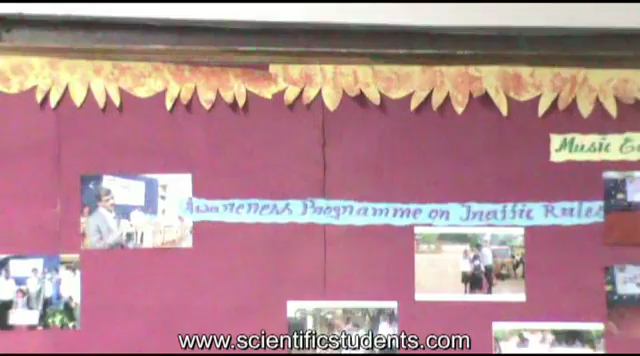 Music
Awareness Programme on Traffic Rules
www.scientificstudents.com